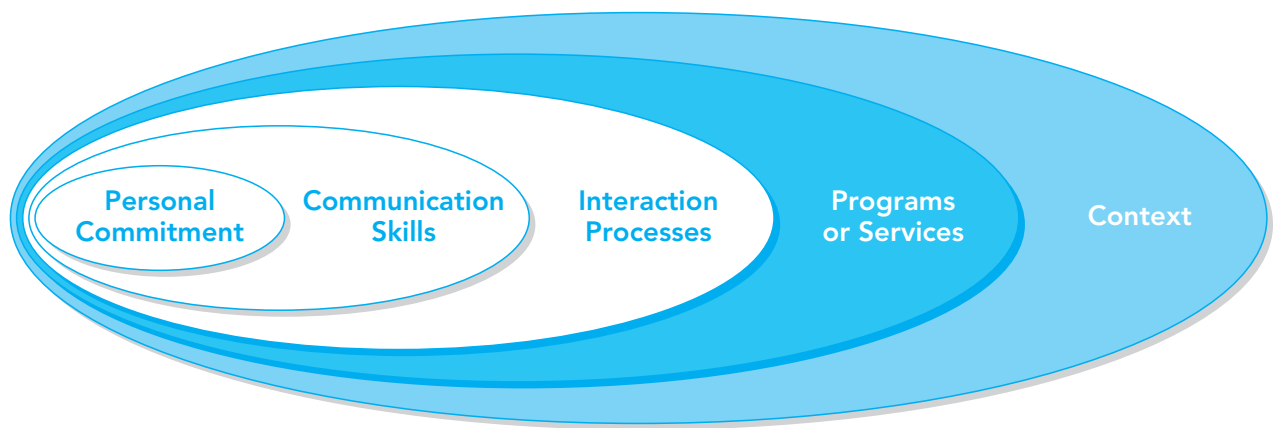 Personal
Commitment
Communication
Skills
Interaction
Processes
Programs
or Services
Context